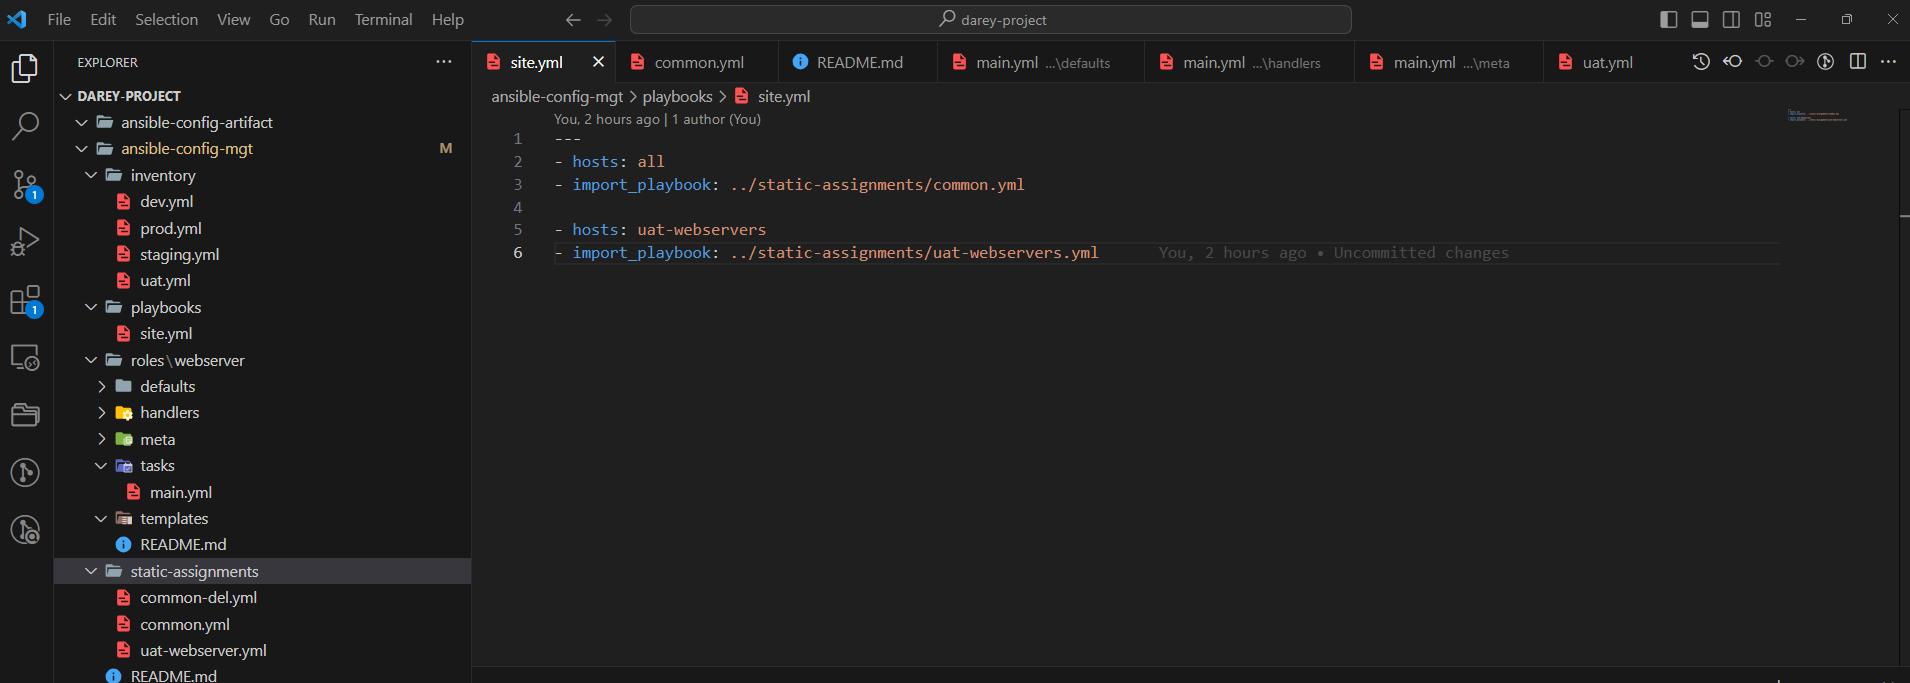 File Edit Selection View Go Run Terminal Help
darey-project
EXPLORER
DAREY-PROJECT
ansible-config-artifact
ansible-config-mgt M
inventory
dev.yml
prod.yml
staging.yml
uat.yml
playbooks
site.yml
roles\webserver
defaults
handlers
meta
tasks
main.yml
templates
README.md
static-assignments
common-del.yml
common.yml
uat-webserver.yml
README.md
1
1
site.yml common.yml README.md main.yml ...\defaults main.yml ...\handlers main.yml ...\meta uat.yml
ansible-config-mgt > playbooks > site.yml
You, 2 hours ago | 1 author (You)
1 ---
2 - hosts: all
3 - import_playbook: ../static-assignments/common.yml
4
5 - hosts: uat-webservers
6 - import_playbook: ../static-assignments/uat-webservers.yml You, 2 hours ago • Uncommitted changes